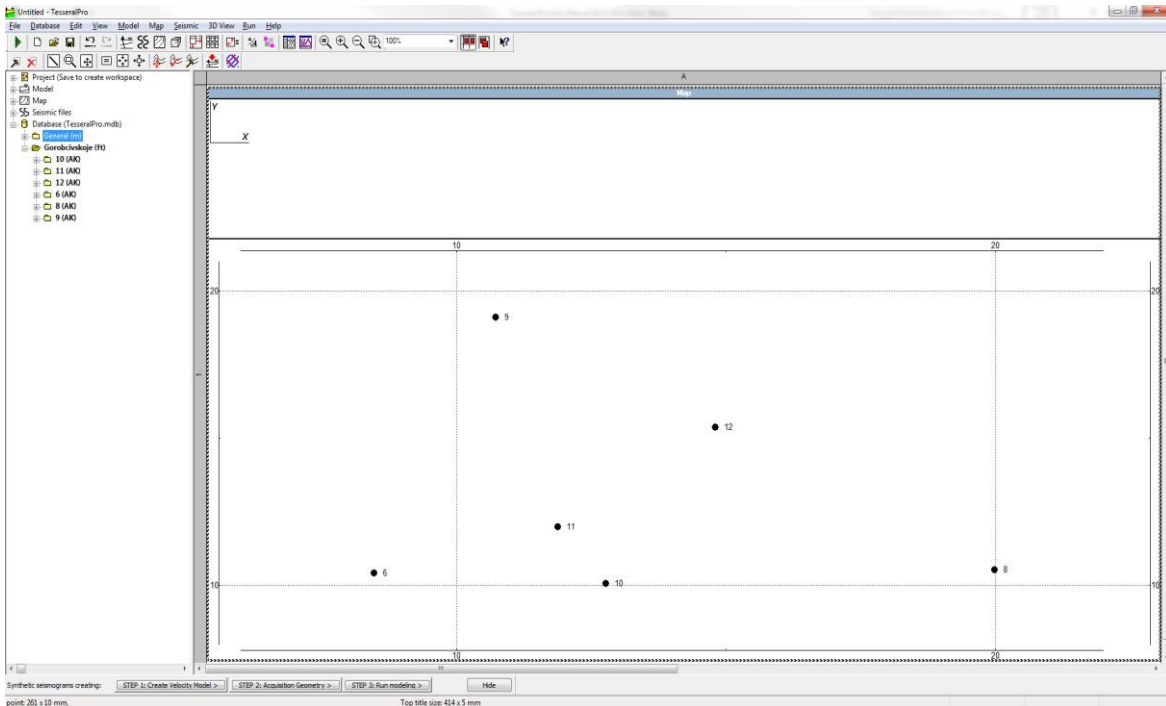 Untitled - TesseralPro
File Database Edit View Model Map Seismic 3D View Run Help
100%
Project (Save to create workspace)
Model
Map
Seismic files
Database (TesseralPro.mdb)
General (m)
Gorobcivskoje (ft)
10 (AK)
11 (AK)
12 (AK)
6 (AK)
8 (AK)
9 (AK)
A
Map
Y
X
10 20
20 20
9
12
11
6
10
8
10 10
10 20
1
Synthetic seismograms creating: STEP 1: Create Velocity Model > STEP 2: Acquisition Geometry > STEP 3: Run modeling > Hide
point: 261 x 10 mm, Top title size: 414 x 5 mm